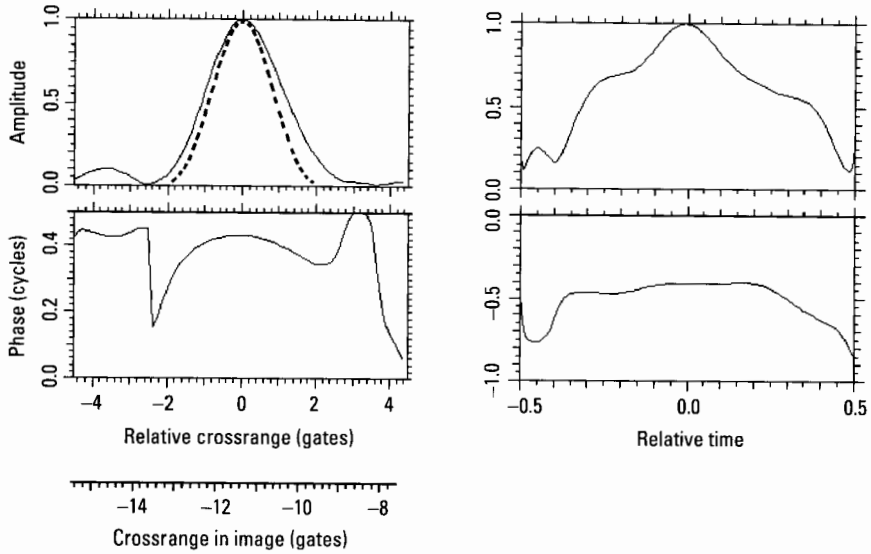 Amplitude
1.0
0.5
0.0
Phase (cycles)
0.4
0.2
0.0
−4 −2 0 2 4
Relative crossrange (gates)
−14 −12 −10 −8
Crossrange in image (gates)
1.0
0.5
0.0
0.0
−0.5
−1.0
−0.5 0.0 0.5
Relative time